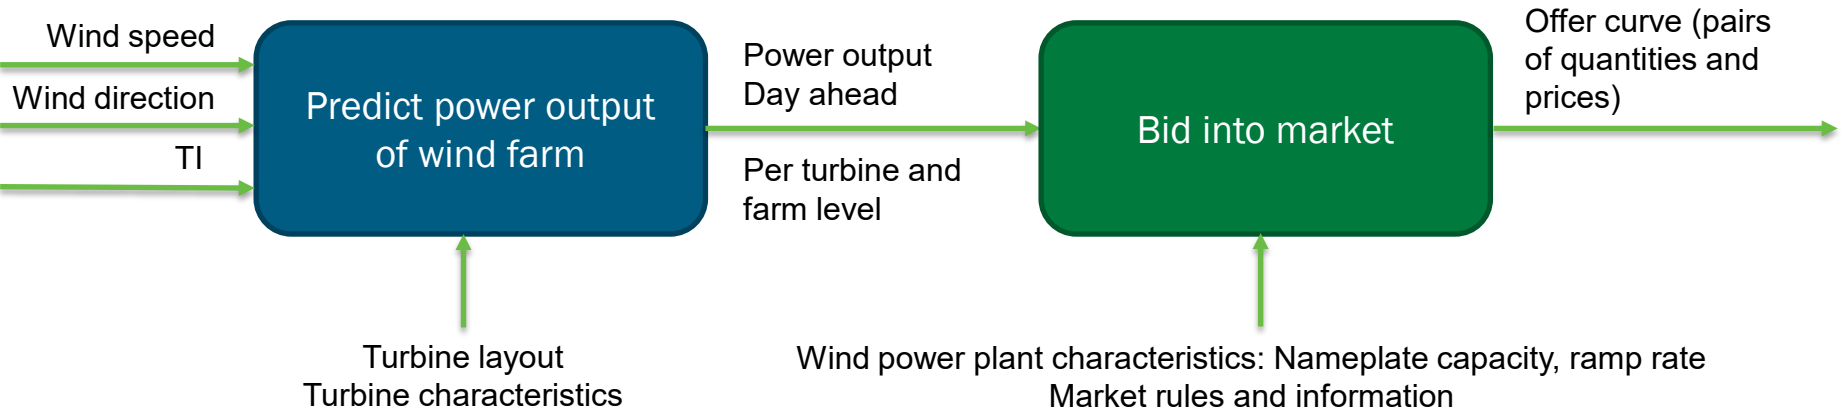 Wind speed
Wind direction
TI
Predict power output
of wind farm
Turbine layout
Turbine characteristics
Power output
Day ahead
Per turbine and
farm level
Bid into market
Wind power plant characteristics: Nameplate capacity, ramp rate
Market rules and information
Offer curve (pairs
of quantities and
prices)